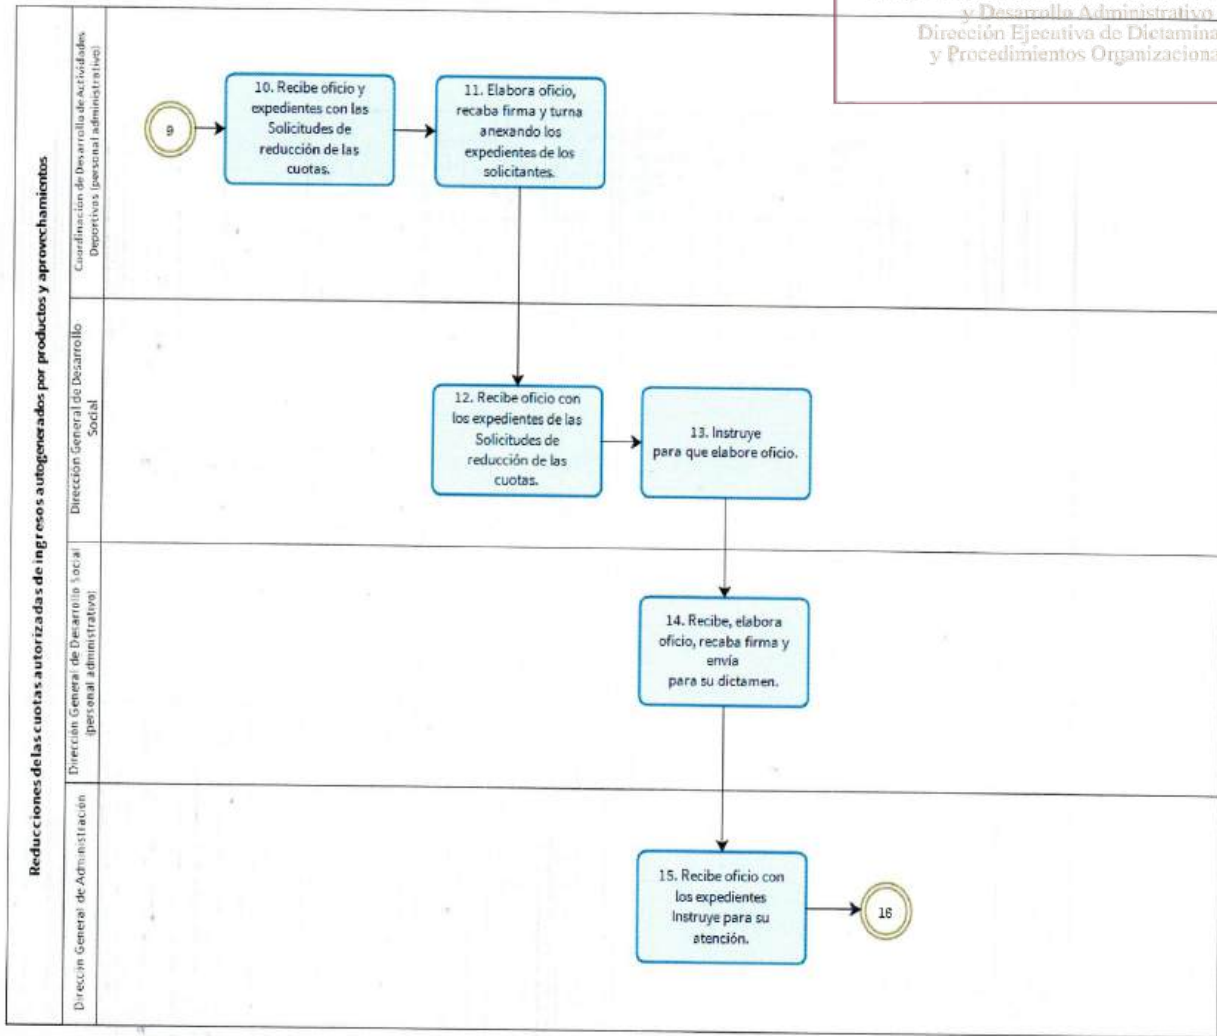 y Desarrollo Administrativo
Dirección Ejecutiva de Dictamina
y Procedimientos Organizaciona
Reducciones de las cuotas autorizadas de ingresos autogenerados por productos y aprovechamientos
Coordinación de Desarrollo de Actividades
Deportivas (personal administrativo)
9
10. Recibe oficio y
expedientes con las
Solicitudes de
reducción de las
cuotas.
11. Elabora oficio,
recaba firma y turna
anexando los
expedientes de los
solicitantes.
Dirección General de Desarrollo
Social
12. Recibe oficio con
los expedientes de las
Solicitudes de
reducción de las
cuotas.
13. Instruye
para que elabore oficio.
Dirección General de Desarrollo Social
(personal administrativo)
14. Recibe, elabora
oficio, recaba firma y
envía
para su dictamen.
Dirección General de Administración
15. Recibe oficio con
los expedientes
Instruye para su
atención.
16